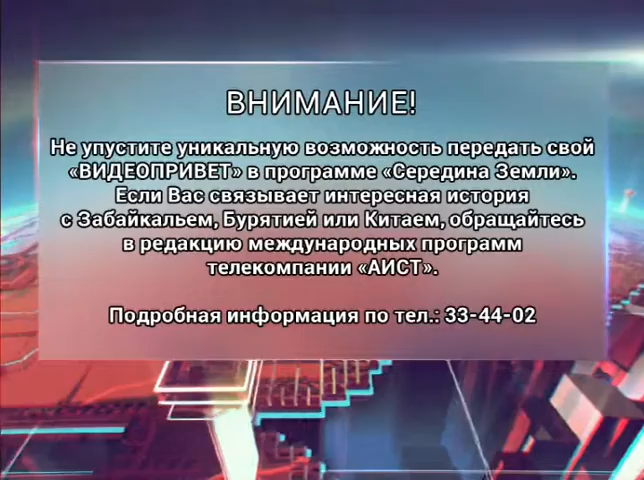 ВНИМАНИЕ!
Не упустите уникальную возможность передать свой
«ВИДЕОПРИВЕТ» в программе «Середина Земли».
Если Вас связывает интересная история
с Забайкальем, Бурятией или Китаем, обращайтесь
в редакцию международных программ
телекомпании «АИСТ».
Подробная информация по тел.: 33-44-02